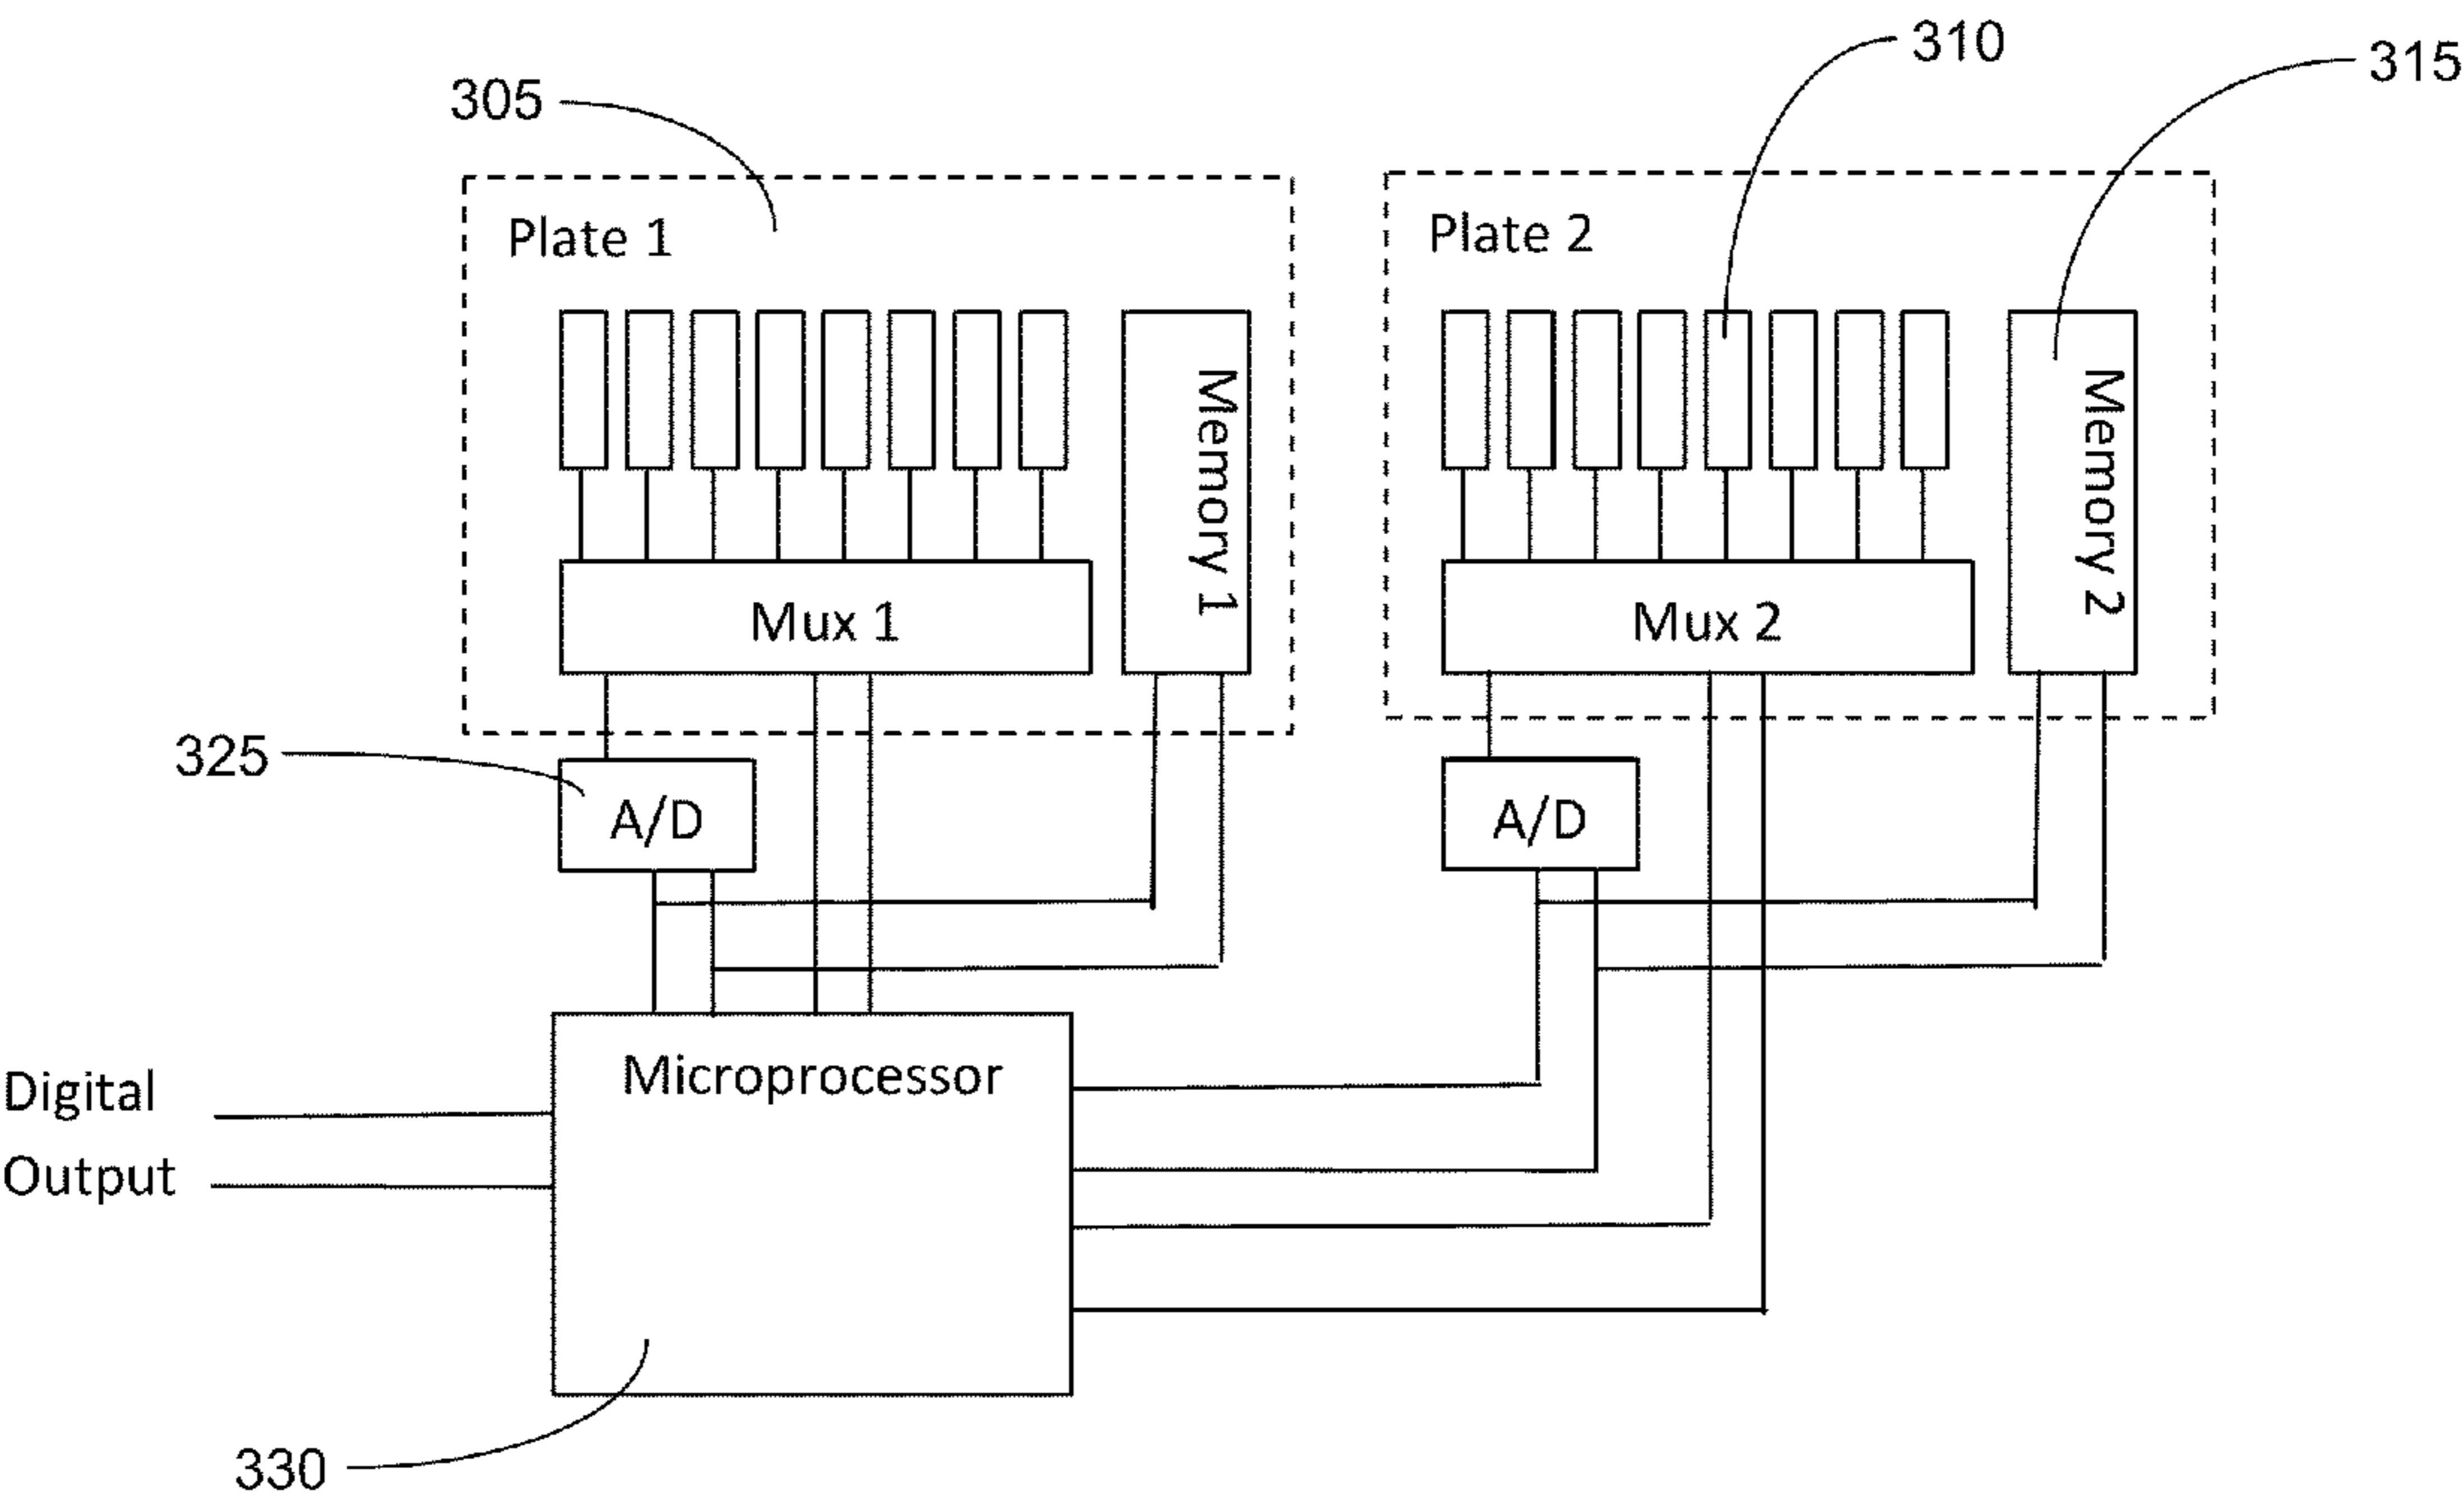 310
315
305
Plate 1
Plate 2
Memory 1
Memory 2
Mux 1
Mux 2
325
A/D
A/D
Microprocessor
Digital
Output
330